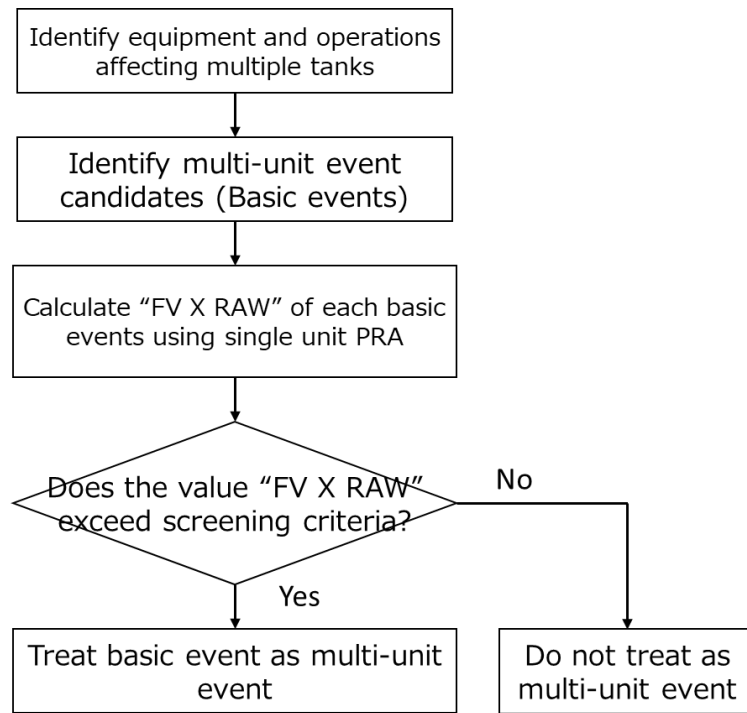 Identify equipment and operations
affecting multiple tanks
Identify multi-unit event
candidates (Basic events)
Calculate “FV X RAW” of each basic
events using single unit PRA
Does the value “FV X RAW”
exceed screening criteria?
No
Yes
Treat basic event as multi-unit
event
Do not treat as
multi-unit event